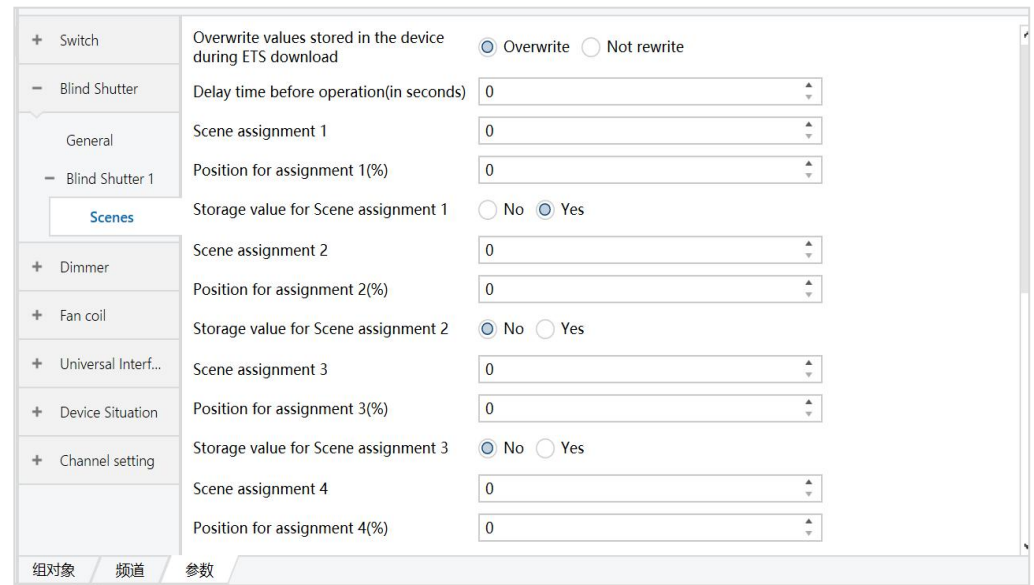 + Switch
− Blind Shutter
General
− Blind Shutter 1
Scenes
+ Dimmer
+ Fan coil
+ Universal Interf...
+ Device Situation
+ Channel setting
Overwrite values stored in the device
during ETS download
Overwrite Not rewrite
Delay time before operation(in seconds) 0
Scene assignment 1 0
Position for assignment 1(%) 0
Storage value for Scene assignment 1 No Yes
Scene assignment 2 0
Position for assignment 2(%) 0
Storage value for Scene assignment 2 No Yes
Scene assignment 3 0
Position for assignment 3(%) 0
Storage value for Scene assignment 3 No Yes
Scene assignment 4 0
Position for assignment 4(%) 0
组对象 频道 参数